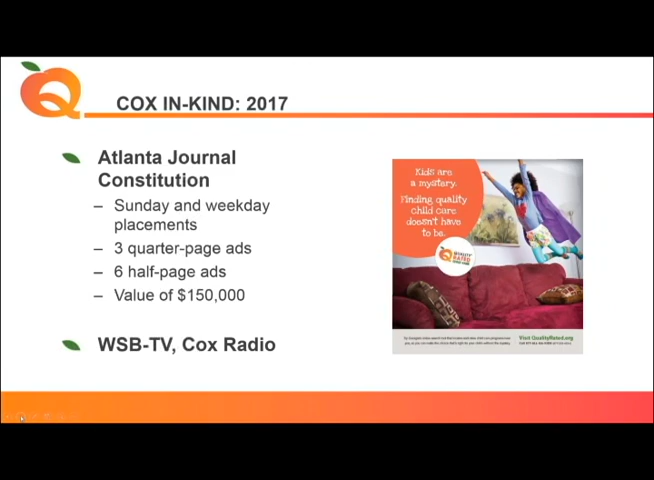 COX IN-KIND: 2017
Atlanta Journal
Constitution
– Sunday and weekday
placements
– 3 quarter-page ads
– 6 half-page ads
– Value of $150,000
WSB-TV, Cox Radio
Kids are
a mystery.
Finding quality
child care
doesn't have
to be.
QUALITY
RATED
Visit QualityRated.org